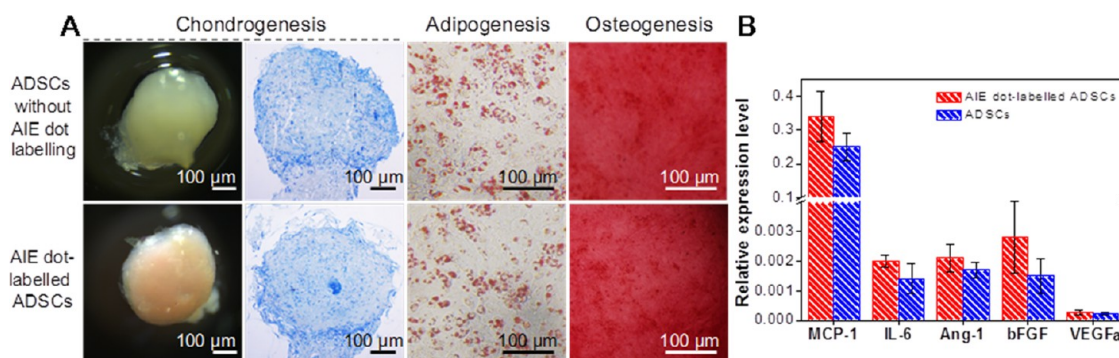 A
Chondrogenesis
Adipogenesis
Osteogenesis
ADSCs
without
AIE dot
labelling
100 µm
100 µm
100 µm
100 µm
AIE dot-
labelled
ADSCs
100 µm
100 µm
100 µm
100 µm
B
Relative expression level
0.4
0.3
0.2
0.1
0.003
0.002
0.001
0.000
AIE dot-labelled ADSCs
ADSCs
MCP-1 IL-6 Ang-1 bFGF VEGFa